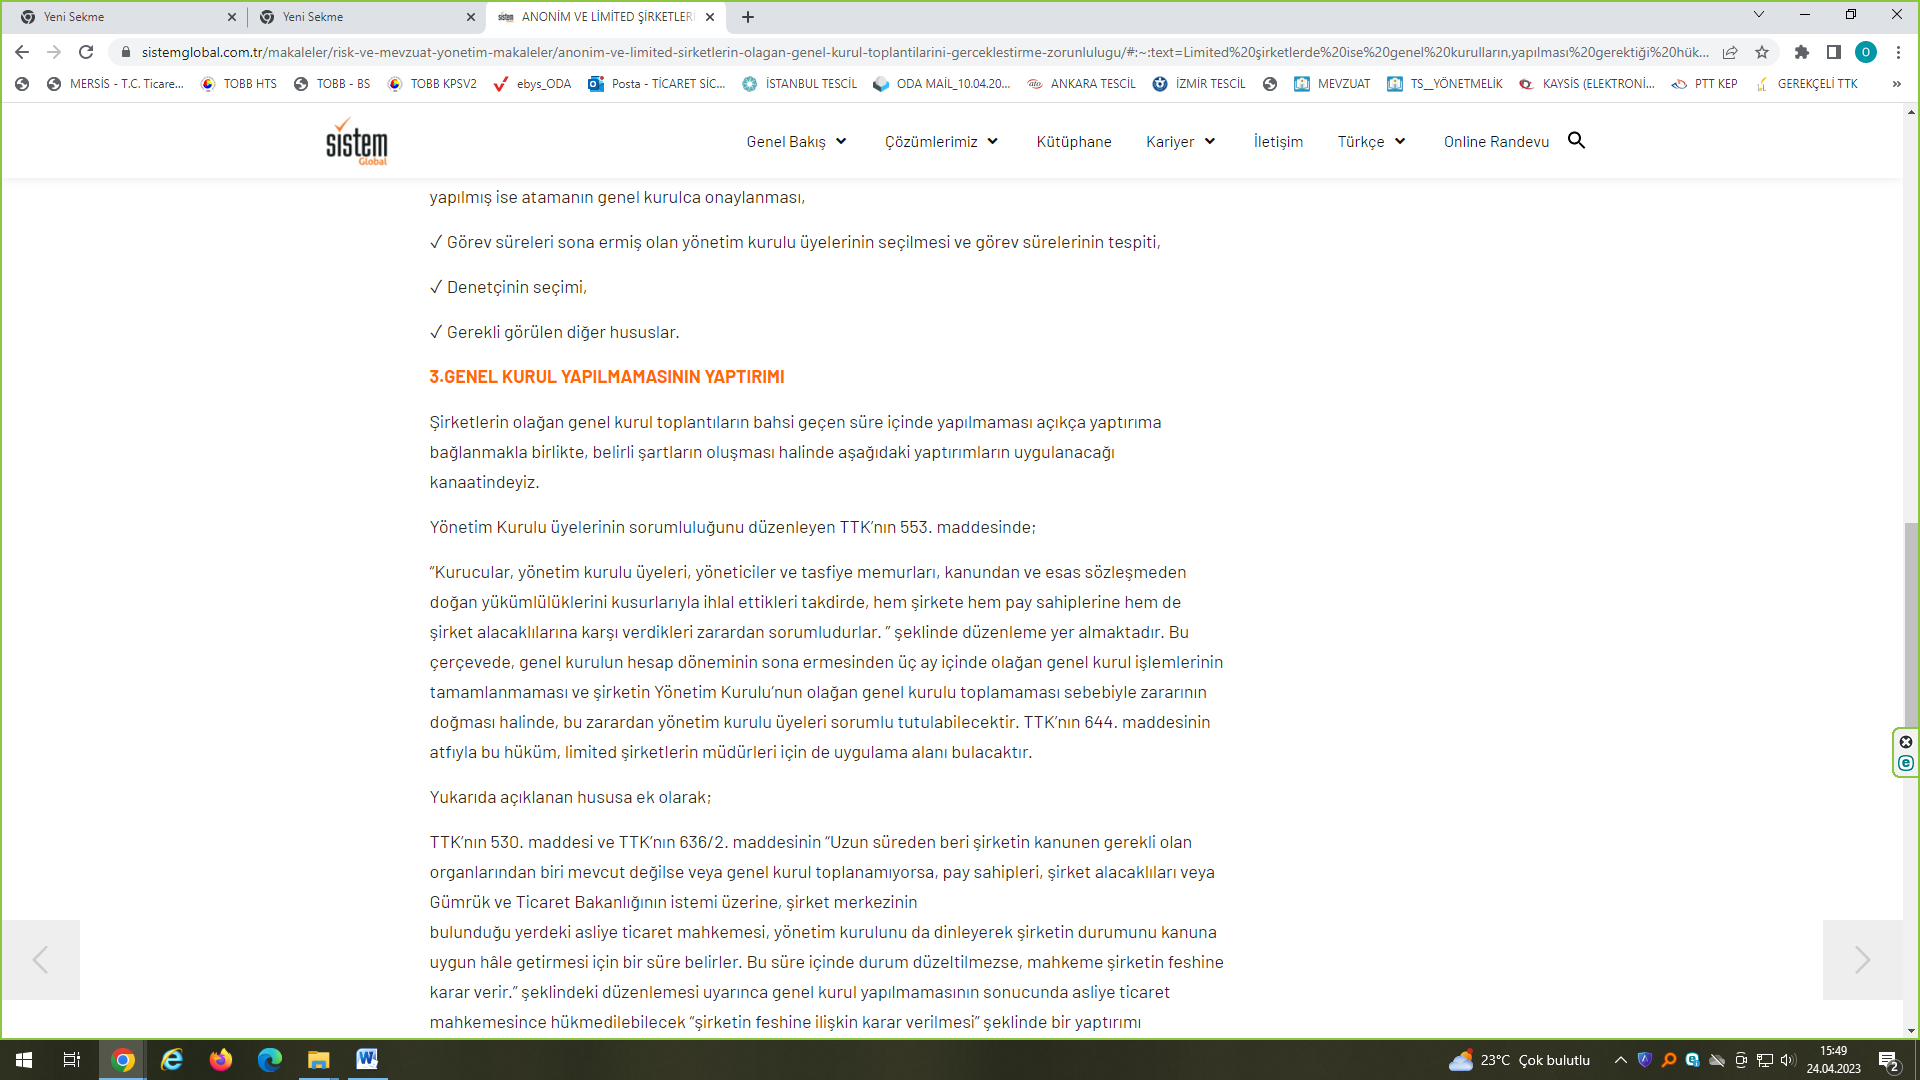 Yeni Sekme
Yeni Sekme
ANONİM VE LİMİTED ŞİRKETLERİ
sistemglobal.com.tr/makaleler/risk-ve-mevzuat-yonetim-makaleler/anonim-ve-limited-sirketlerin-olagan-genel-kurul-toplantilarini-gerceklestirme-zorunlulugu/#:~:text=Limited%20şirketlerde%20ise%20genel%20kurulların,yapılması%20gerektiği%20hük...
O
MERSİS - T.C. Ticare...
TOBB HTS
TOBB - BS
TOBB KPSV2
ebys_ODA
Posta - TİCARET SİC...
İSTANBUL TESCİL
ODA MAİL_10.04.20...
ANKARA TESCİL
İZMİR TESCİL
MEVZUAT
TS__YÖNETMELİK
KAYSİS (ELEKTRONİ...
PTT KEP
GEREKÇELİ TTK
»
sistem
Global
Genel Bakış
Çözümlerimiz
Kütüphane
Kariyer
İletişim
Türkçe
Online Randevu
yapılmış ise atamanın genel kurulca onaylanması,
✓ Görev süreleri sona ermiş olan yönetim kurulu üyelerinin seçilmesi ve görev sürelerinin tespiti,
✓ Denetçinin seçimi,
✓ Gerekli görülen diğer hususlar.
3.GENEL KURUL YAPILMAMASININ YAPTIRIMI
Şirketlerin olağan genel kurul toplantıların bahsi geçen süre içinde yapılmaması açıkça yaptırıma
bağlanmakla birlikte, belirli şartların oluşması halinde aşağıdaki yaptırımların uygulanacağı
kanaatindeyiz.
Yönetim Kurulu üyelerinin sorumluluğunu düzenleyen TTK’nın 553. maddesinde;
“Kurucular, yönetim kurulu üyeleri, yöneticiler ve tasfiye memurları, kanundan ve esas sözleşmeden
doğan yükümlülüklerini kusurlarıyla ihlal ettikleri takdirde, hem şirkete hem pay sahiplerine hem de
şirket alacaklılarına karşı verdikleri zarardan sorumludurlar. ” şeklinde düzenleme yer almaktadır. Bu
çerçevede, genel kurulun hesap döneminin sona ermesinden üç ay içinde olağan genel kurul işlemlerinin
tamamlanmaması ve şirketin Yönetim Kurulu’nun olağan genel kurulu toplamaması sebebiyle zararının
doğması halinde, bu zarardan yönetim kurulu üyeleri sorumlu tutulabilecektir. TTK’nın 644. maddesinin
atfıyla bu hüküm, limited şirketlerin müdürleri için de uygulama alanı bulacaktır.
Yukarıda açıklanan hususa ek olarak;
TTK’nın 530. maddesi ve TTK’nın 636/2. maddesinin “Uzun süreden beri şirketin kanunen gerekli olan
organlarından biri mevcut değilse veya genel kurul toplanamıyorsa, pay sahipleri, şirket alacaklıları veya
Gümrük ve Ticaret Bakanlığının istemi üzerine, şirket merkezinin
bulunduğu yerdeki asliye ticaret mahkemesi, yönetim kurulunu da dinleyerek şirketin durumunu kanuna
uygun hâle getirmesi için bir süre belirler. Bu süre içinde durum düzeltilmezse, mahkeme şirketin feshine
karar verir.” şeklindeki düzenlemesi uyarınca genel kurul yapılmamasının sonucunda asliye ticaret
mahkemesince hükmedilebilecek “şirketin feshine ilişkin karar verilmesi” şeklinde bir yaptırımı
23°C Çok bulutlu
15:49
24.04.2023
2